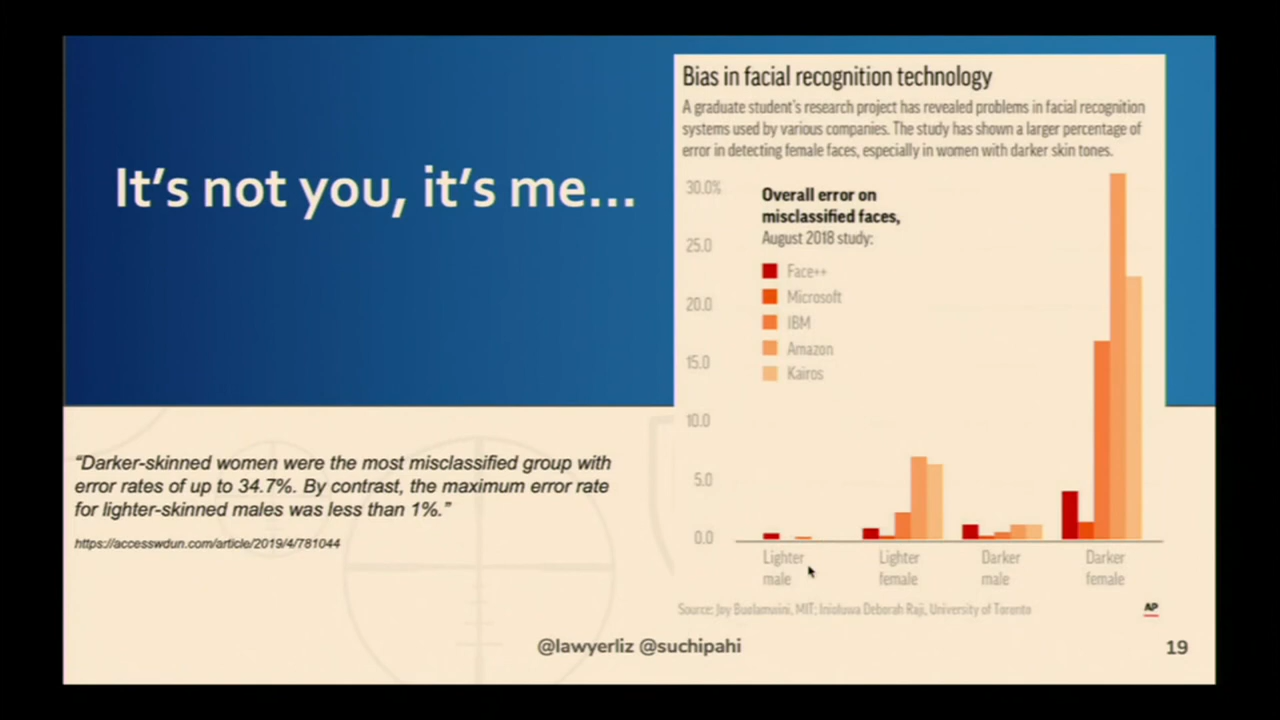 It's not you, it's me...
"Darker-skinned women were the most misclassified group with
error rates of up to 34.7%. By contrast, the maximum error rate
for lighter-skinned males was less than 1%."
https://accesswdun.com/article/2019/4/781044
Bias in facial recognition technology
A graduate student's research project has revealed problems in facial recognition
systems used by various companies. The study has shown a larger percentage of
error in detecting female faces, especially in women with darker skin tones.
Overall error on
misclassified faces,
August 2018 study:
Face++
Microsoft
IBM
Amazon
Kairos
30.0%
25.0
20.0
15.0
10.0
5.0
0.0
Lighter
male
Lighter
female
Darker
male
Darker
female
Source: Joy Buolamwini, MIT; Inioluwa Deborah Raji, University of Toronto
AP
@lawyerliz @suchipahi
19